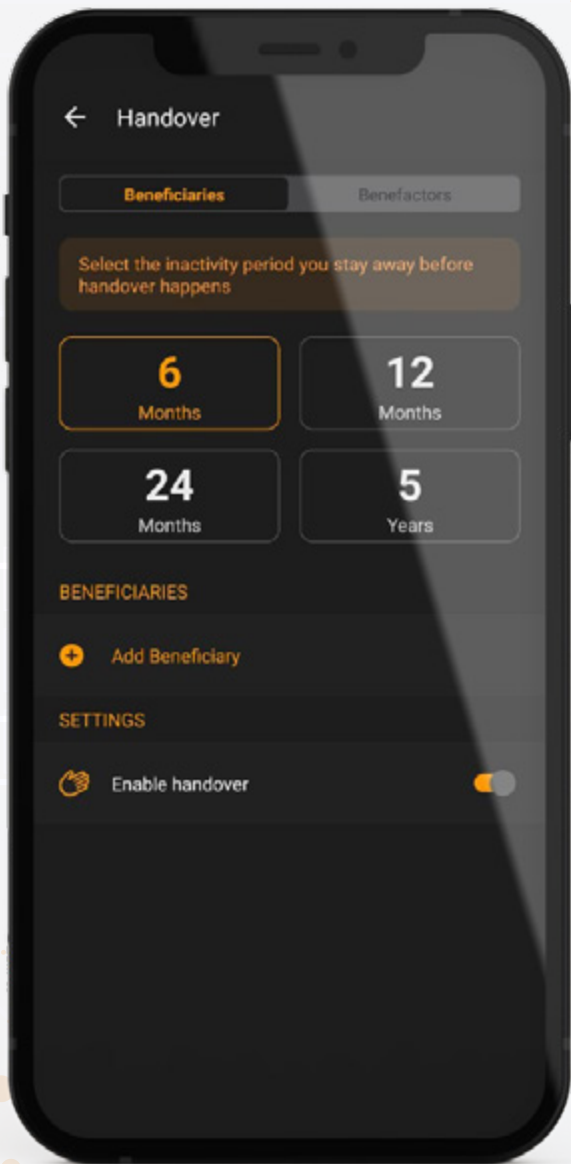 Handover
Beneficiaries
Benefactors
Select the inactivity period you stay away before
handover happens
6
Months
12
Months
24
Months
5
Years
BENEFICIARIES
Add Beneficiary
SETTINGS
Enable handover